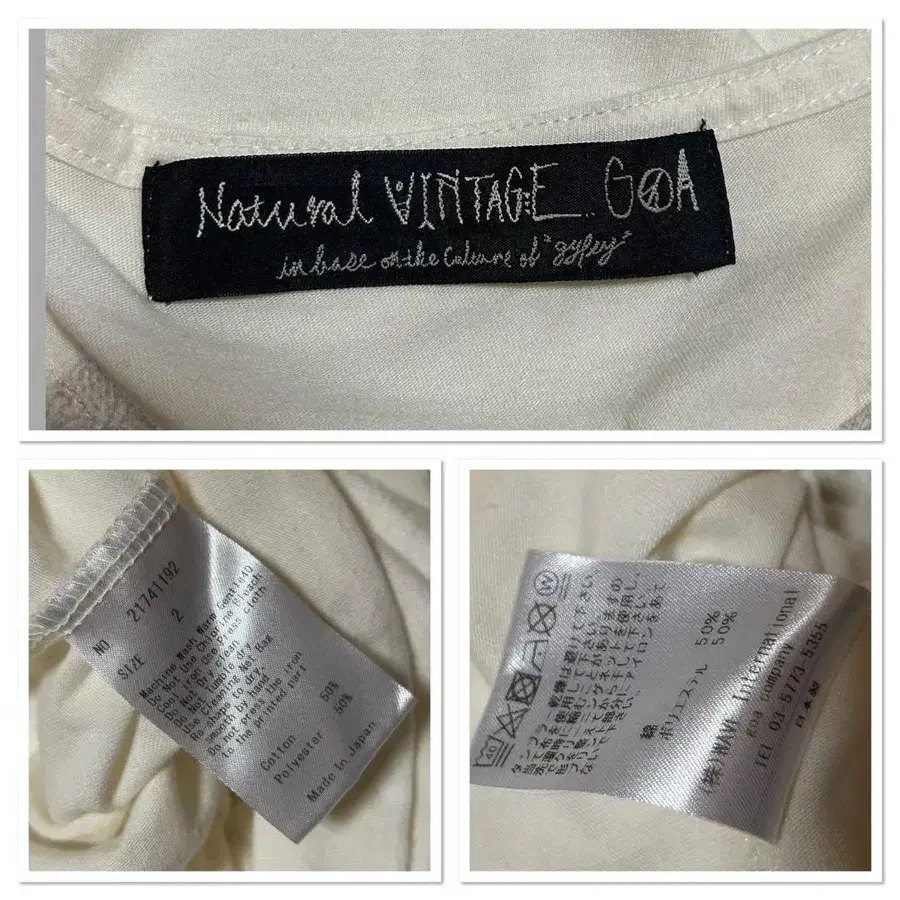 Natural VINTAGE.. GOA
in base on the Culture of "gypsy"
NO 21741192
SIZE 2
Machine Wash Warm Gentle40
Do Not Use Chlorine Bleach
Cool Iron Use Press cloth
Do Not Tumble dry
Do Not Dry clean
Use Cleaning Net Bag
Re shape to dry
smooth by hand
Do not press the iron
to the printed part
Cotton 50%
Polyester 50%
Made in Japan
綿 50%
ポリエステル 50%
(株)WAVE International
goa company
TEl 03-5773-5355
日本製